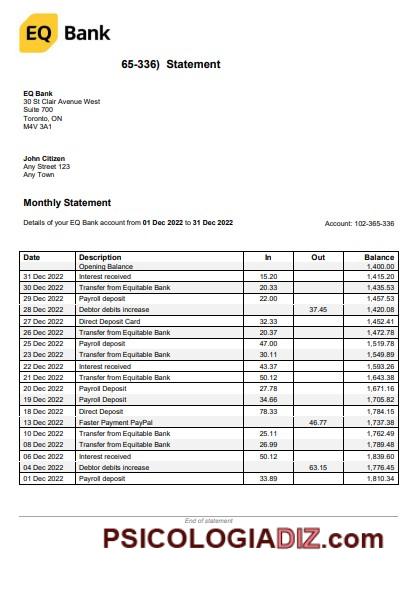 EQ Bank
65-336) Statement
EQ Bank
30 St Clair Avenue West
Suite 700
Toronto, ON
M4V 3A1
John Citizen
Any Street 123
Any Town
Monthly Statement
Details of your EQ Bank account from 01 Dec 2022 to 31 Dec 2022 Account: 102-365-336
Date Description In Out Balance
Opening Balance 1,400.00
31 Dec 2022 Interest received 15.20 1,415.20
30 Dec 2022 Transfer from Equitable Bank 20.33 1,435.53
29 Dec 2022 Payroll deposit 22.00 1,457.53
28 Dec 2022 Debtor debits increase 37.45 1,420.08
27 Dec 2022 Direct Deposit Card 32.33 1,452.41
26 Dec 2022 Transfer from Equitable Bank 20.37 1,472.78
25 Dec 2022 Payroll deposit 47.00 1,519.78
23 Dec 2022 Transfer from Equitable Bank 30.11 1,549.89
22 Dec 2022 Interest received 43.37 1,593.26
21 Dec 2022 Transfer from Equitable Bank 50.12 1,643.38
20 Dec 2022 Payroll Deposit 27.78 1,671.16
19 Dec 2022 Payroll Deposit 34.66 1,705.82
18 Dec 2022 Direct Deposit 78.33 1,784.15
13 Dec 2022 Faster Payment PayPal 46.77 1,737.38
10 Dec 2022 Transfer from Equitable Bank 25.11 1,762.49
08 Dec 2022 Transfer from Equitable Bank 26.99 1,789.48
06 Dec 2022 Interest received 50.12 1,839.60
04 Dec 2022 Debtor debits increase 63.15 1,776.45
01 Dec 2022 Payroll deposit 33.89 1,810.34
End of statement
PSICOLOGIADIZ.com